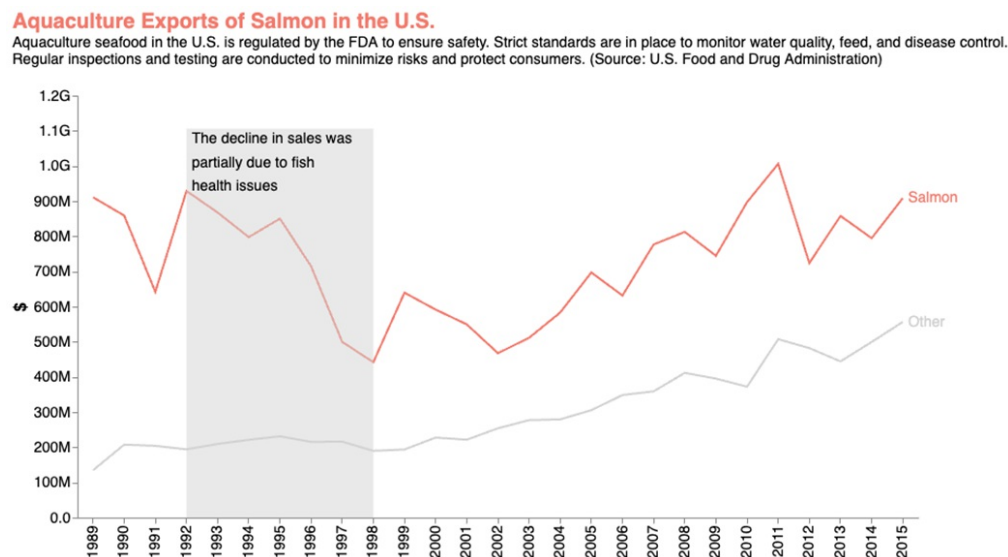 Aquaculture Exports of Salmon in the U.S.
Aquaculture seafood in the U.S. is regulated by the FDA to ensure safety. Strict standards are in place to monitor water quality, feed, and disease control.
Regular inspections and testing are conducted to minimize risks and protect consumers. (Source: U.S. Food and Drug Administration)
1.2G
1.1G
1.0G
900M
800M
700M
600M
500M
400M
300M
200M
100M
0.0
$
The decline in sales was
partially due to fish
health issues
Salmon
Other
1989
1990
1991
1992
1993
1994
1995
1996
1997
1998
1999
2000
2001
2002
2003
2004
2005
2006
2007
2008
2009
2010
2011
2012
2013
2014
2015